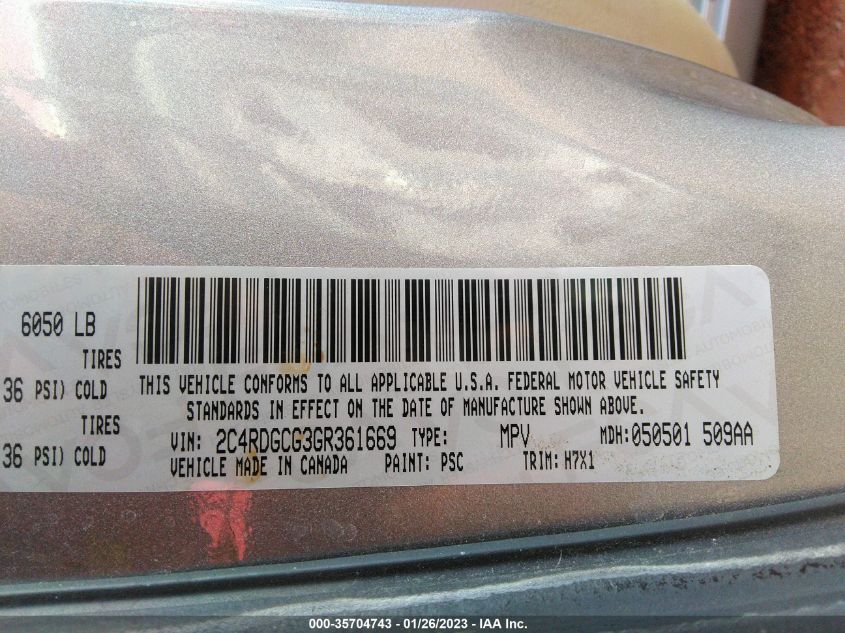 6050 LB
TIRES
36 PSI) COLD
TIRES
36 PSI) COLD
THIS VEHICLE CONFORMS TO ALL APPLICABLE U.S.A. FEDERAL MOTOR VEHICLE SAFETY
STANDARDS IN EFFECT ON THE DATE OF MANUFACTURE SHOWN ABOVE.
VIN: 2C4RDGCG3GR361669 TYPE: MPV MDH: 050501 509AA
VEHICLE MADE IN CANADA PAINT: PSC TRIM: H7X1
000-35704743 / 01/26/2023 - IAA Inc.